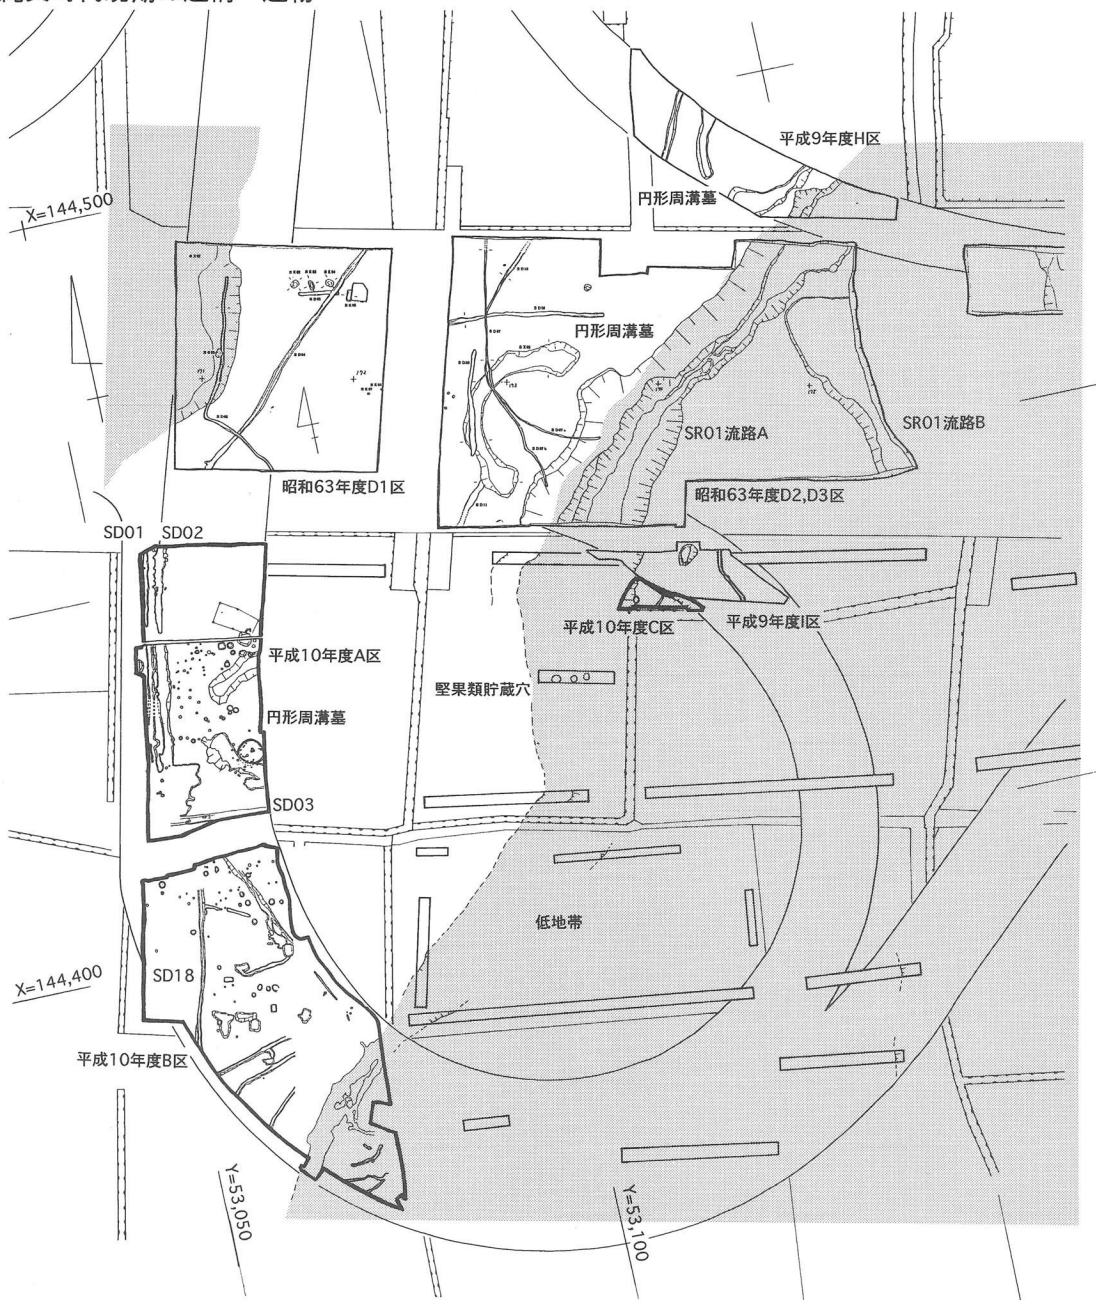 平成9年度H区
円形周溝墓
X=144,500
円形周溝墓
SR01流路A
SR01流路B
昭和63年度D1区
昭和63年度D2,D3区
SD01 SD02
平成10年度C区
平成9年度I区
平成10年度A区
堅果類貯蔵穴
円形周溝墓
SD03
低地帯
SD18
X=144,400
平成10年度B区
Y=53,050
Y=53,100